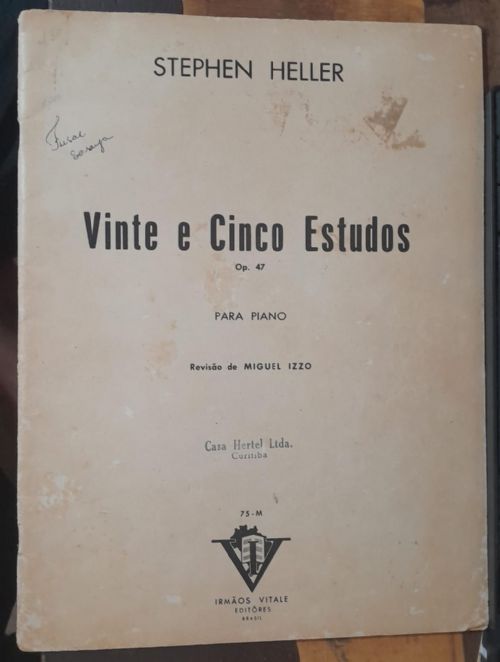 STEPHEN HELLER
Vinte e Cinco Estudos
Op. 47
PARA PIANO
Revisão de MIGUEL IZZO
Casa Hertel Ltda.
Curitiba
75-M
IRMÃOS VITALE
EDITÔRES
BRASIL